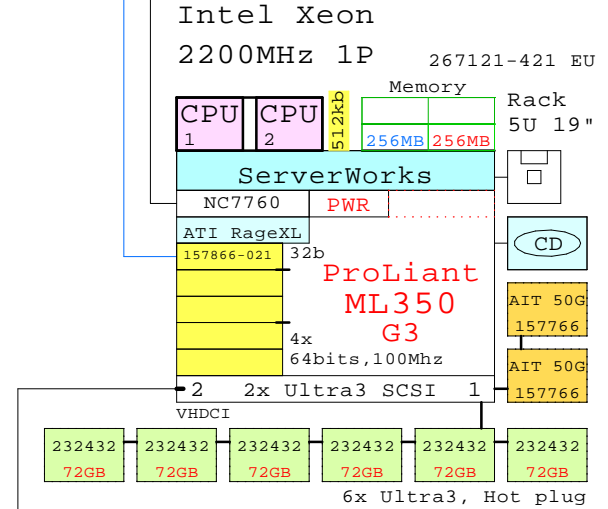 Intel Xeon
2200MHz 1P
267121-421 EU
Memory
CPU
1
CPU
2
512kb
256MB
256MB
Rack
5U 19"
ServerWorks
NC7760
PWR
ATI RageXL
157866-021
32b
CD
ProLiant
ML350
G3
AIT 50G
157766
4x
64bits,100Mhz
AIT 50G
157766
2
2x Ultra3 SCSI
1
VHDCI
232432
72GB
232432
72GB
232432
72GB
232432
72GB
232432
72GB
232432
72GB
6x Ultra3, Hot plug